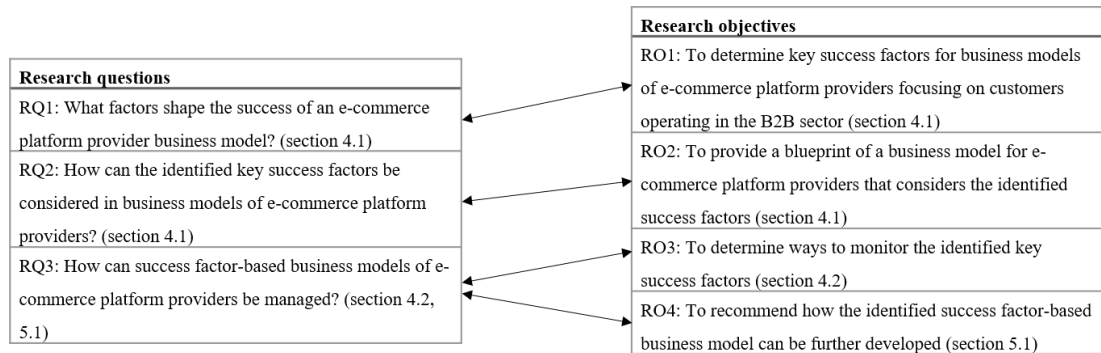 Research questions
RQ1: What factors shape the success of an e-commerce
platform provider business model? (section 4.1)
RQ2: How can the identified key success factors be
considered in business models of e-commerce platform
providers? (section 4.1)
RQ3: How can success factor-based business models of e-
commerce platform providers be managed? (section 4.2,
5.1)
Research objectives
RO1: To determine key success factors for business models
of e-commerce platform providers focusing on customers
operating in the B2B sector (section 4.1)
RO2: To provide a blueprint of a business model for e-
commerce platform providers that considers the identified
success factors (section 4.1)
RO3: To determine ways to monitor the identified key
success factors (section 4.2)
RO4: To recommend how the identified success factor-based
business model can be further developed (section 5.1)